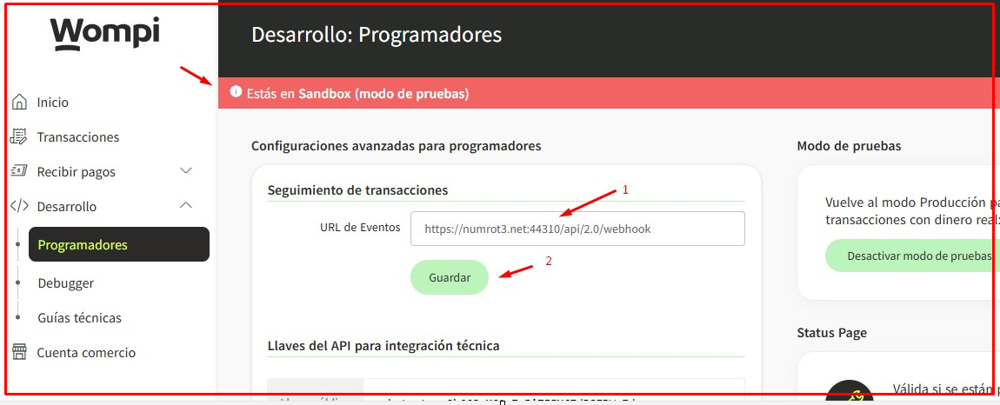 Wompi
Desarrollo: Programadores
Estás en Sandbox (modo de pruebas)
Inicio
Transacciones
Recibir pagos
Desarrollo
Programadores
Debugger
Guías técnicas
Cuenta comercio
Configuraciones avanzadas para programadores
Seguimiento de transacciones
1
URL de Eventos
https://numrot3.net:44310/api/2.0/webhook
2
Guardar
Llaves del API para integración técnica
Modo de pruebas
Vuelve al modo Producción
transacciones con dinero real:
Desactivar modo de pruebas
Status Page
Válida si se están